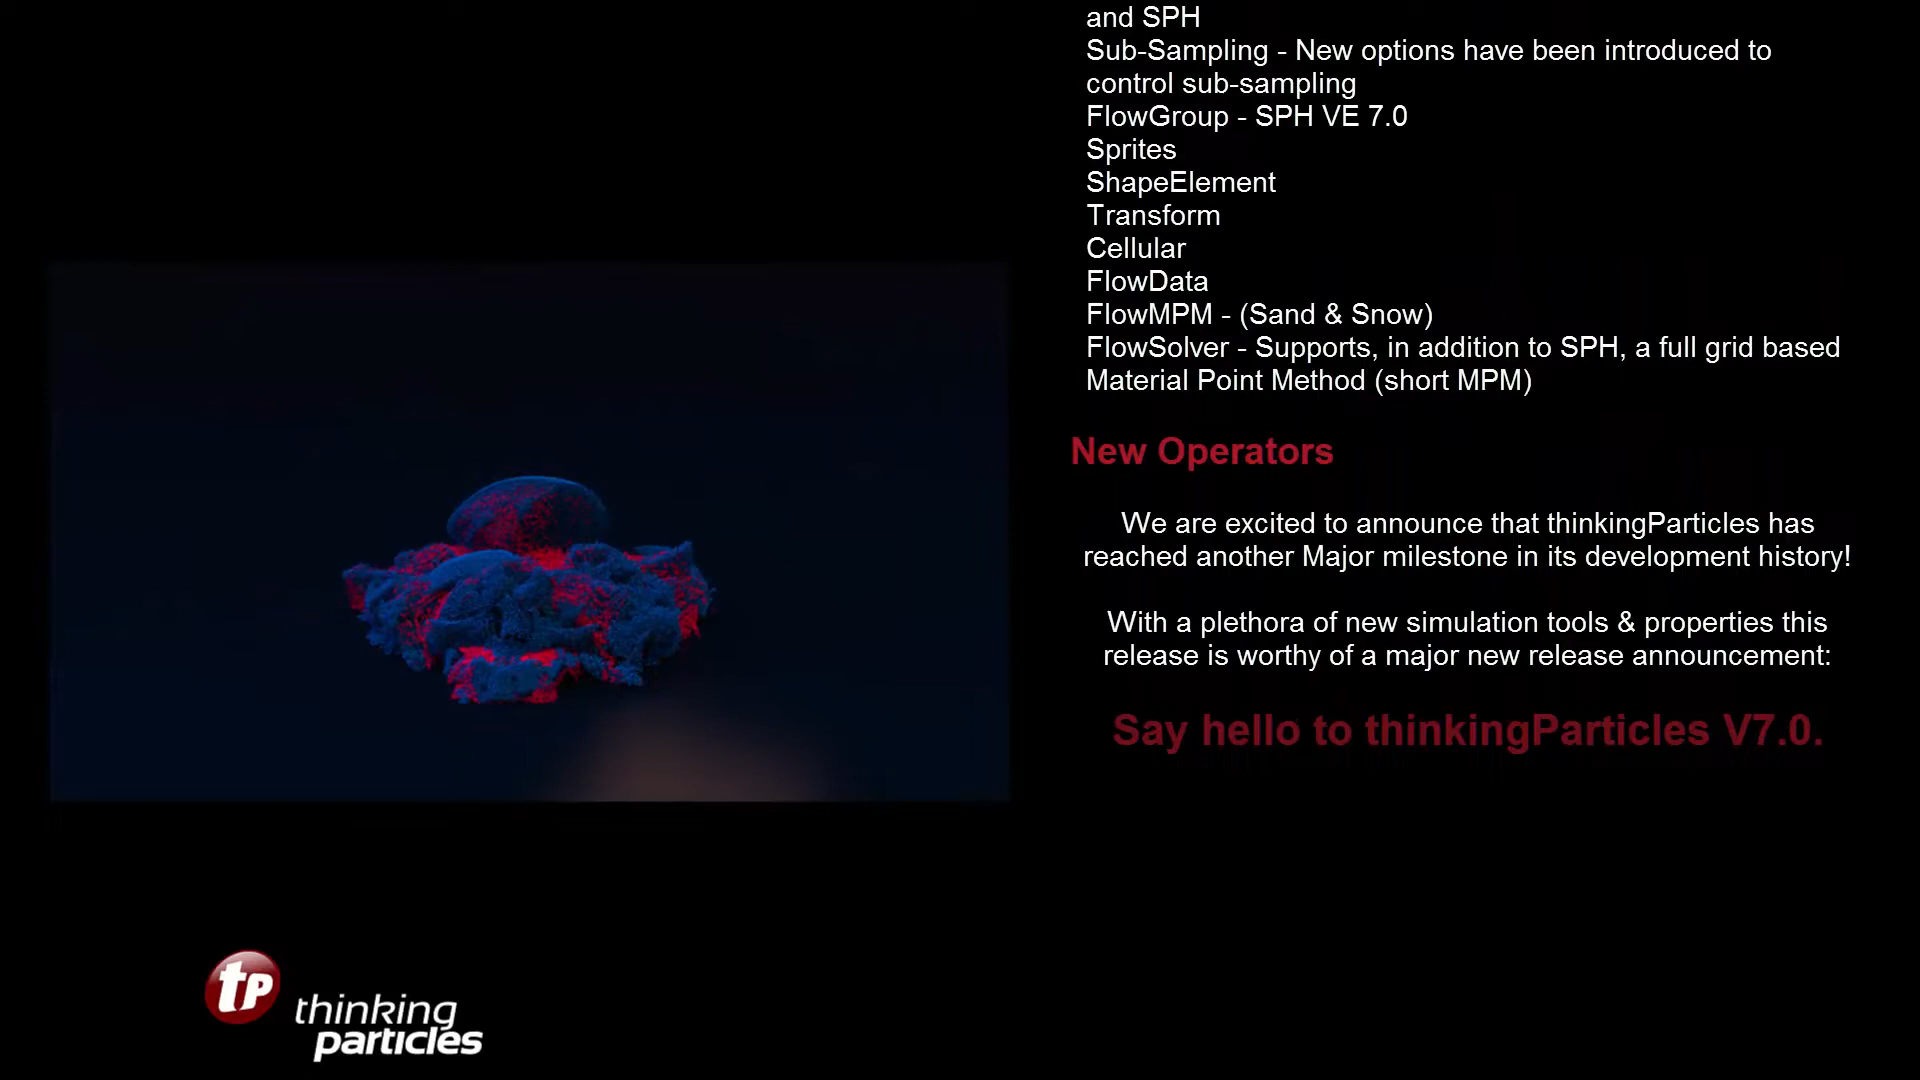 and SPH
Sub-Sampling - New options have been introduced to
control sub-sampling
FlowGroup - SPH VE 7.0
Sprites
ShapeElement
Transform
Cellular
FlowData
FlowMPM - (Sand & Snow)
FlowSolver - Supports, in addition to SPH, a full grid based
Material Point Method (short MPM)
New Operators
We are excited to announce that thinkingParticles has
reached another Major milestone in its development history!
With a plethora of new simulation tools & properties this
release is worthy of a major new release announcement:
Say hello to thinkingParticles V7.0.
tp
thinking
particles